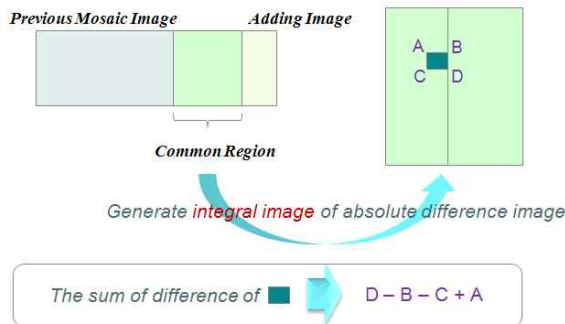 Previous Mosaic Image Adding Image
A B
C D
Common Region
Generate integral image of absolute difference image
The sum of difference of D – B – C + A